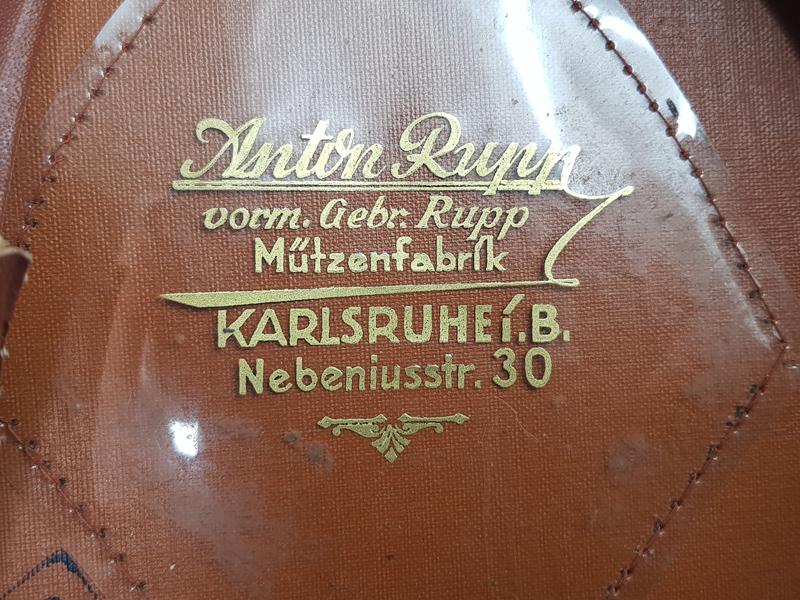 Anton Rupp
vorm. Gebr. Rupp
Mützenfabrik
KARLSRUHE i.B.
Nebeniusstr. 30